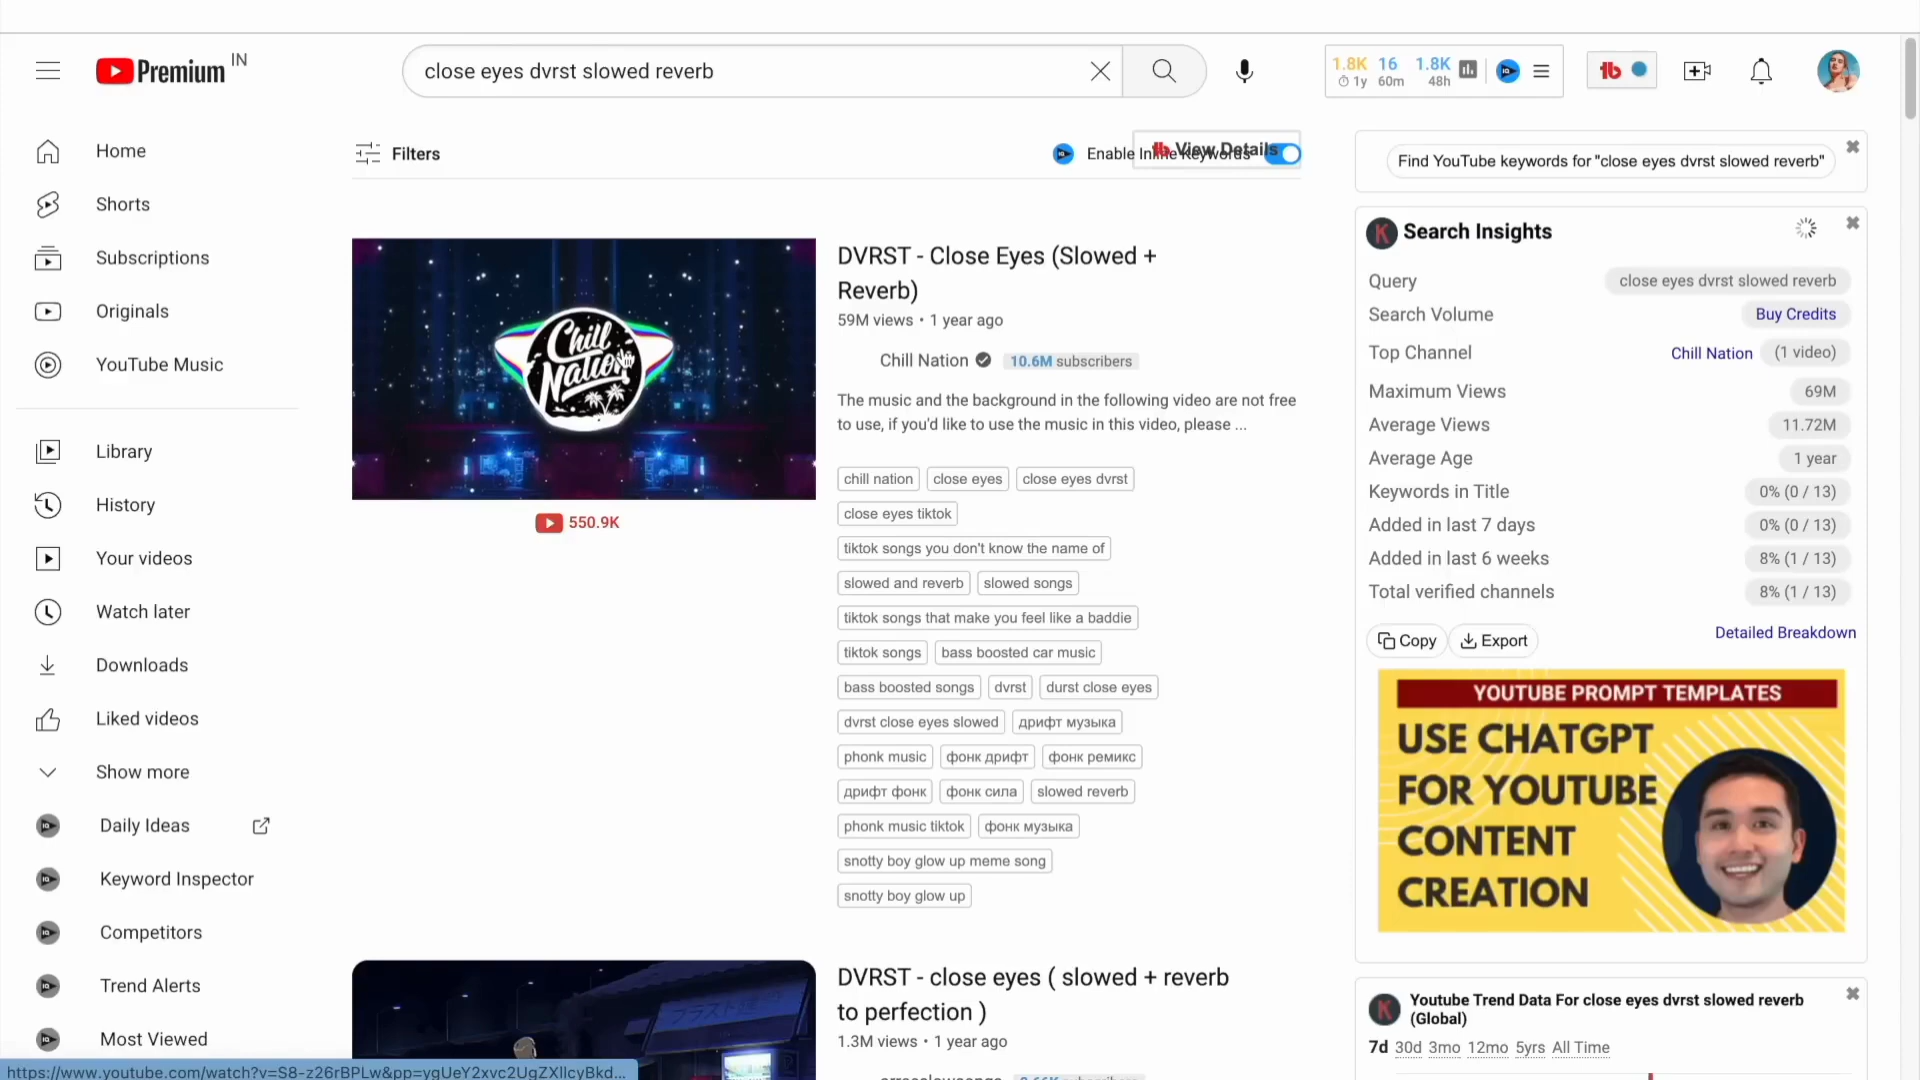 Premium IN
close eyes dvrst slowed reverb
1.8K 16 1.8K
1y 60m 48h
Home
Shorts
Subscriptions
Originals
YouTube Music
Library
History
Your videos
Watch later
Downloads
Liked videos
Show more
Daily Ideas
Keyword Inspector
Competitors
Trend Alerts
Most Viewed
https://www.youtube.com/watch?v=S8-z26rBPLw&pp=ygUeY2xvc2UgZXllcyBkd...
Filters
Enable Inline Keywords
View Details
Chill
Nation
550.9K
DVRST - Close Eyes (Slowed +
Reverb)
59M views • 1 year ago
Chill Nation 10.6M subscribers
The music and the background in the following video are not free
to use, if you'd like to use the music in this video, please ...
chill nation close eyes close eyes dvrst
close eyes tiktok
tiktok songs you don't know the name of
slowed and reverb slowed songs
tiktok songs that make you feel like a baddie
tiktok songs bass boosted car music
bass boosted songs dvrst durst close eyes
dvrst close eyes slowed дрифт музыка
phonk music фонк дрифт фонк ремикс
дрифт фонк фонк сила slowed reverb
phonk music tiktok фонк музыка
snotty boy glow up meme song
snotty boy glow up
DVRST - close eyes ( slowed + reverb
to perfection )
1.3M views • 1 year ago
Find YouTube keywords for "close eyes dvrst slowed reverb"
K Search Insights
Query close eyes dvrst slowed reverb
Search Volume Buy Credits
Top Channel Chill Nation (1 video)
Maximum Views 69M
Average Views 11.72M
Average Age 1 year
Keywords in Title 0% (0 / 13)
Added in last 7 days 0% (0 / 13)
Added in last 6 weeks 8% (1 / 13)
Total verified channels 8% (1 / 13)
Copy Export Detailed Breakdown
YOUTUBE PROMPT TEMPLATES
USE CHATGPT
FOR YOUTUBE
CONTENT
CREATION
K Youtube Trend Data For close eyes dvrst slowed reverb
(Global)
7d 30d 3mo 12mo 5yrs All Time